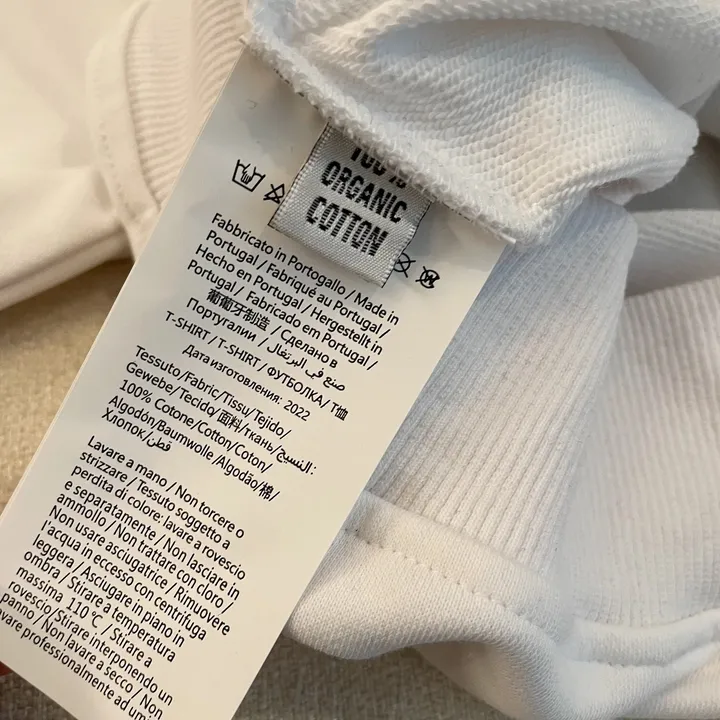 100%
ORGANIC
COTTON
Fabbricato in Portogallo / Made in
Portugal / Fabriqué au Portugal /
Hecho en Portugal / Hergestellt in
Portugal / Fabricado em Portugal /
葡萄牙制造 / Сделано в
Португалии / صنع في البرتغال
T-SHIRT / T-SHIRT / ФУТБОЛКА / T恤
Дата изготовления: 2022
Tessuto/Fabric/Tissu/Tejido/
Gewebe/Tecido/面料/ткань/النسيج:
100% Cotone/Cotton/Coton/
Algodón/Baumwolle/Algodão/棉/
Хлопок/قطن
Lavare a mano / Non torcere o
strizzare / Tessuto soggetto a
perdita di colore: lavare a rovescio
e separatamente / Non lasciare in
ammollo / Non trattare con cloro /
Non usare asciugatrice / Rimuovere
l'acqua in eccesso con centrifuga
leggera / Asciugare in piano in
ombra / Stirare a temperatura
massima 110°C / Stirare a
rovescio / Stirare interponendo un
panno / Non lavare a secco / Non
vare professionalmente ad um